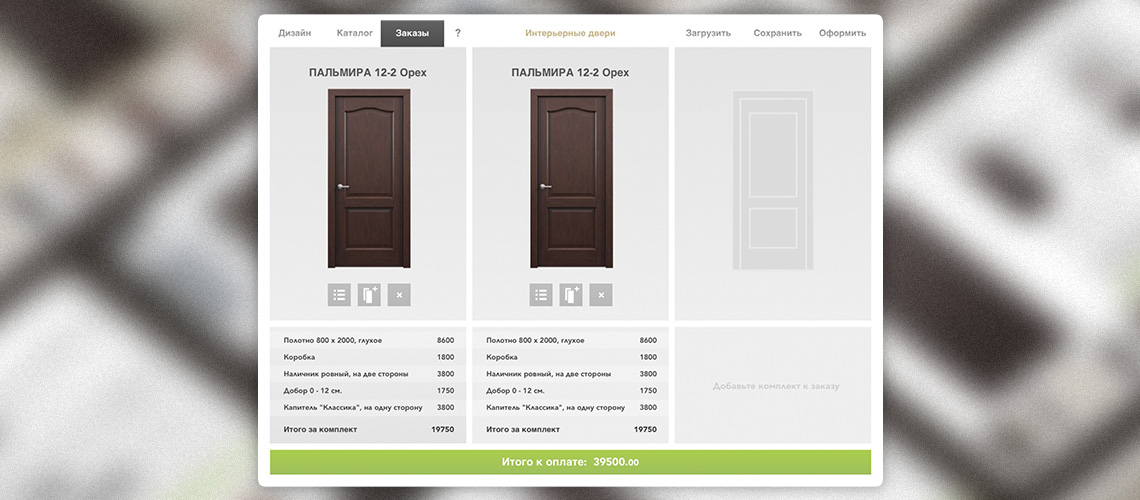 Дизайн Каталог Заказы ? Интерьерные двери Загрузить Сохранить Оформить
ПАЛЬМИРА 12-2 Орех
ПАЛЬМИРА 12-2 Орех
Полотно 800 x 2000, глухое 8600
Коробка 1800
Наличник ровный, на две стороны 3800
Добор 0 - 12 см. 1750
Капитель "Классика", на одну сторону 3800
Итого за комплект 19750
Полотно 800 x 2000, глухое 8600
Коробка 1800
Наличник ровный, на две стороны 3800
Добор 0 - 12 см. 1750
Капитель "Классика", на одну сторону 3800
Итого за комплект 19750
Добавьте комплект к заказу
Итого к оплате: 39500.00